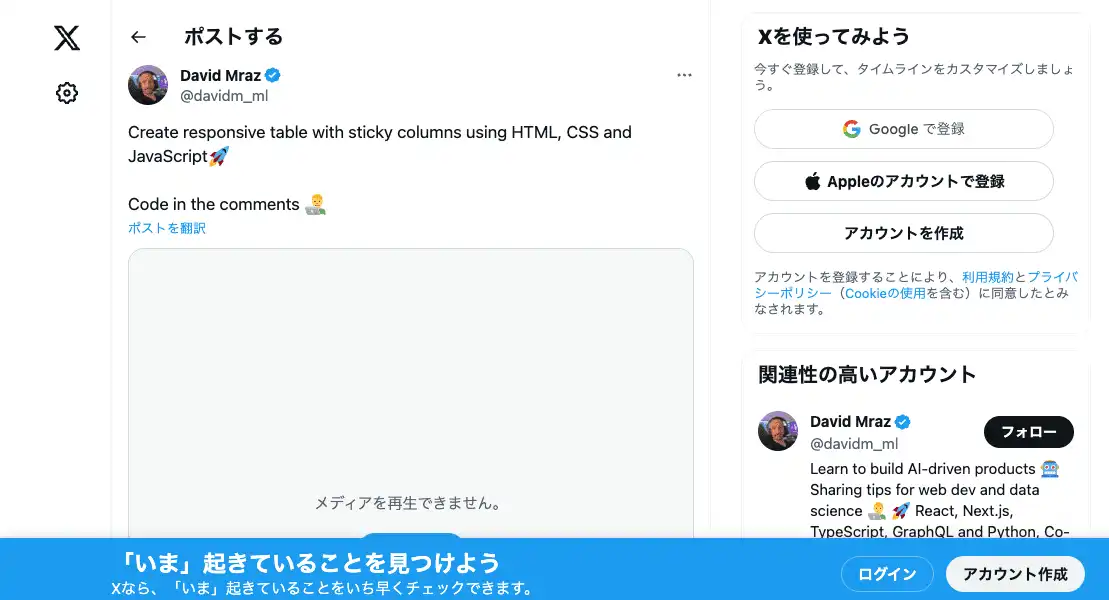 ポストする
David Mraz
@davidm_ml
Create responsive table with sticky columns using HTML, CSS and
JavaScript🚀
Code in the comments 👨‍💻
ポストを翻訳
メディアを再生できません。
Xを使ってみよう
今すぐ登録して、タイムラインをカスタマイズしましょ
う。
Google で登録
Appleのアカウントで登録
アカウントを作成
アカウントを登録することにより、利用規約とプライバ
シーポリシー（Cookieの使用を含む）に同意したとみ
なされます。
関連性の高いアカウント
David Mraz
@davidm_ml
フォロー
Learn to build AI-driven products 🤖
Sharing tips for web dev and data
science 👨‍💻 🚀 React, Next.js,
TypeScript, GraphQL and Python, Co-
「いま」起きていることを見つけよう
Xなら、「いま」起きていることをいち早くチェックできます。
ログイン
アカウント作成